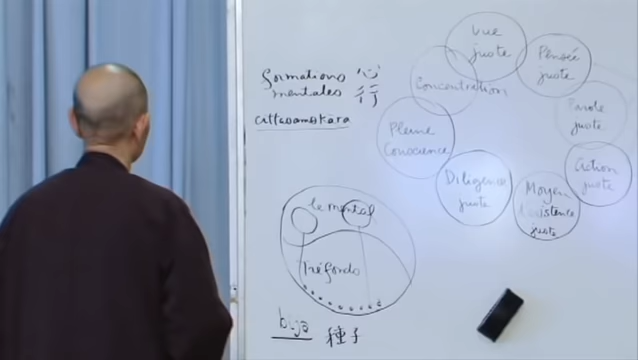 formations 心
mentales 行
cittasamskāra
Vue
juste
Pensée
juste
Parole
juste
Action
juste
Moyen
d'existence
juste
Diligence
juste
Pleine
Conscience
Concentration
le mental
Tréfonds
bija 種子